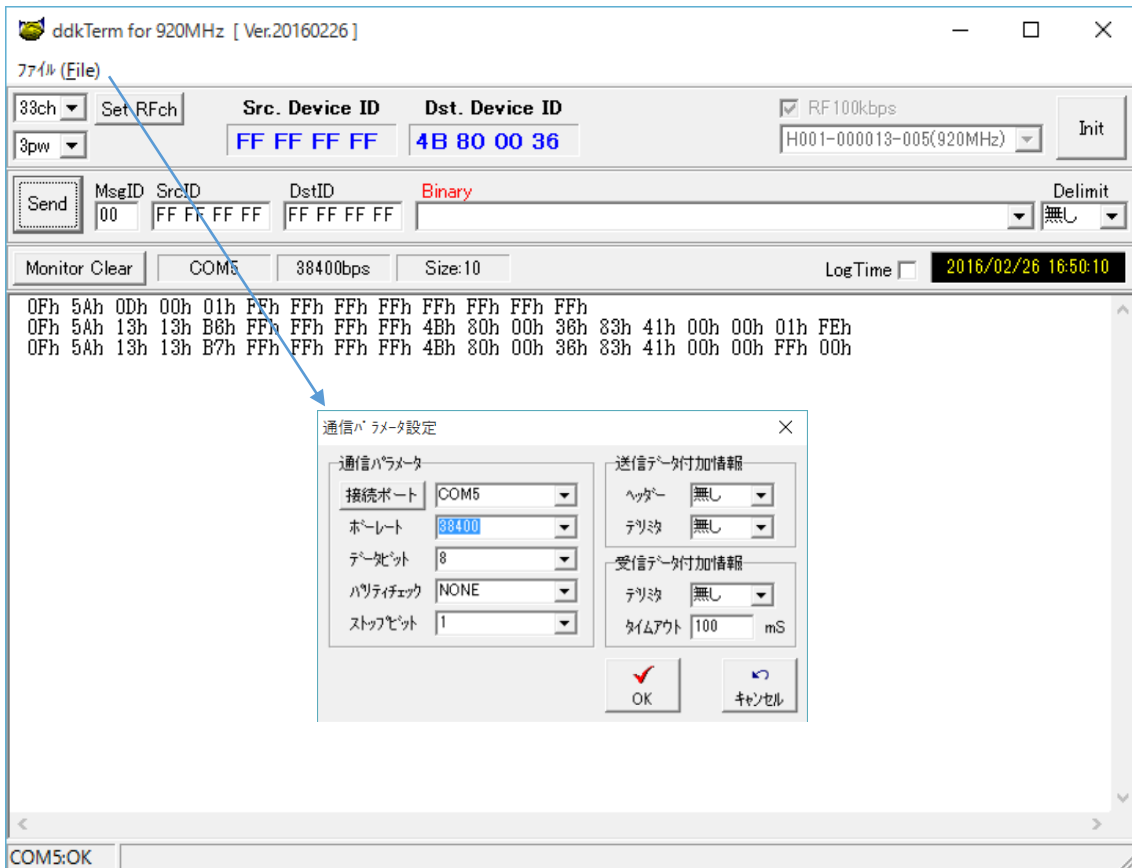 ddkTerm for 920MHz [ Ver.20160226 ]
ﾌｧｲﾙ (File)
33ch Set RFch Src. Device ID Dst. Device ID RF100kbps
3pw FF FF FF FF 4B 80 00 36 H001-000013-005(920MHz) Init
MsgID SrcID DstID Binary Delimit
Send 00 FF FF FF FF FF FF FF FF 無し
Monitor Clear COM5 38400bps Size:10 LogTime 2016/02/26 16:50:10
0Fh 5Ah 0Dh 00h 01h FFh FFh FFh FFh FFh FFh FFh FFh
0Fh 5Ah 13h 13h B6h FFh FFh FFh FFh 4Bh 80h 00h 36h 83h 41h 00h 00h 01h FEh
0Fh 5Ah 13h 13h B7h FFh FFh FFh FFh 4Bh 80h 00h 36h 83h 41h 00h 00h FFh 00h
通信ﾊﾟﾗﾒｰﾀ設定
通信ﾊﾟﾗﾒｰﾀ
接続ポート COM5
ﾎﾞｰﾚｰﾄ 38400
ﾃﾞｰﾀﾋﾞｯﾄ 8
ﾊﾟﾘﾃｨﾁｪｯｸ NONE
ｽﾄｯﾌﾟﾋﾞｯﾄ 1
送信ﾃﾞｰﾀ付加情報
ﾍｯﾀﾞｰ 無し
ﾃﾞﾘﾐﾀ 無し
受信ﾃﾞｰﾀ付加情報
ﾃﾞﾘﾐﾀ 無し
ﾀｲﾑｱｳﾄ 100 mS
OK ｷｬﾝｾﾙ
COM5:OK